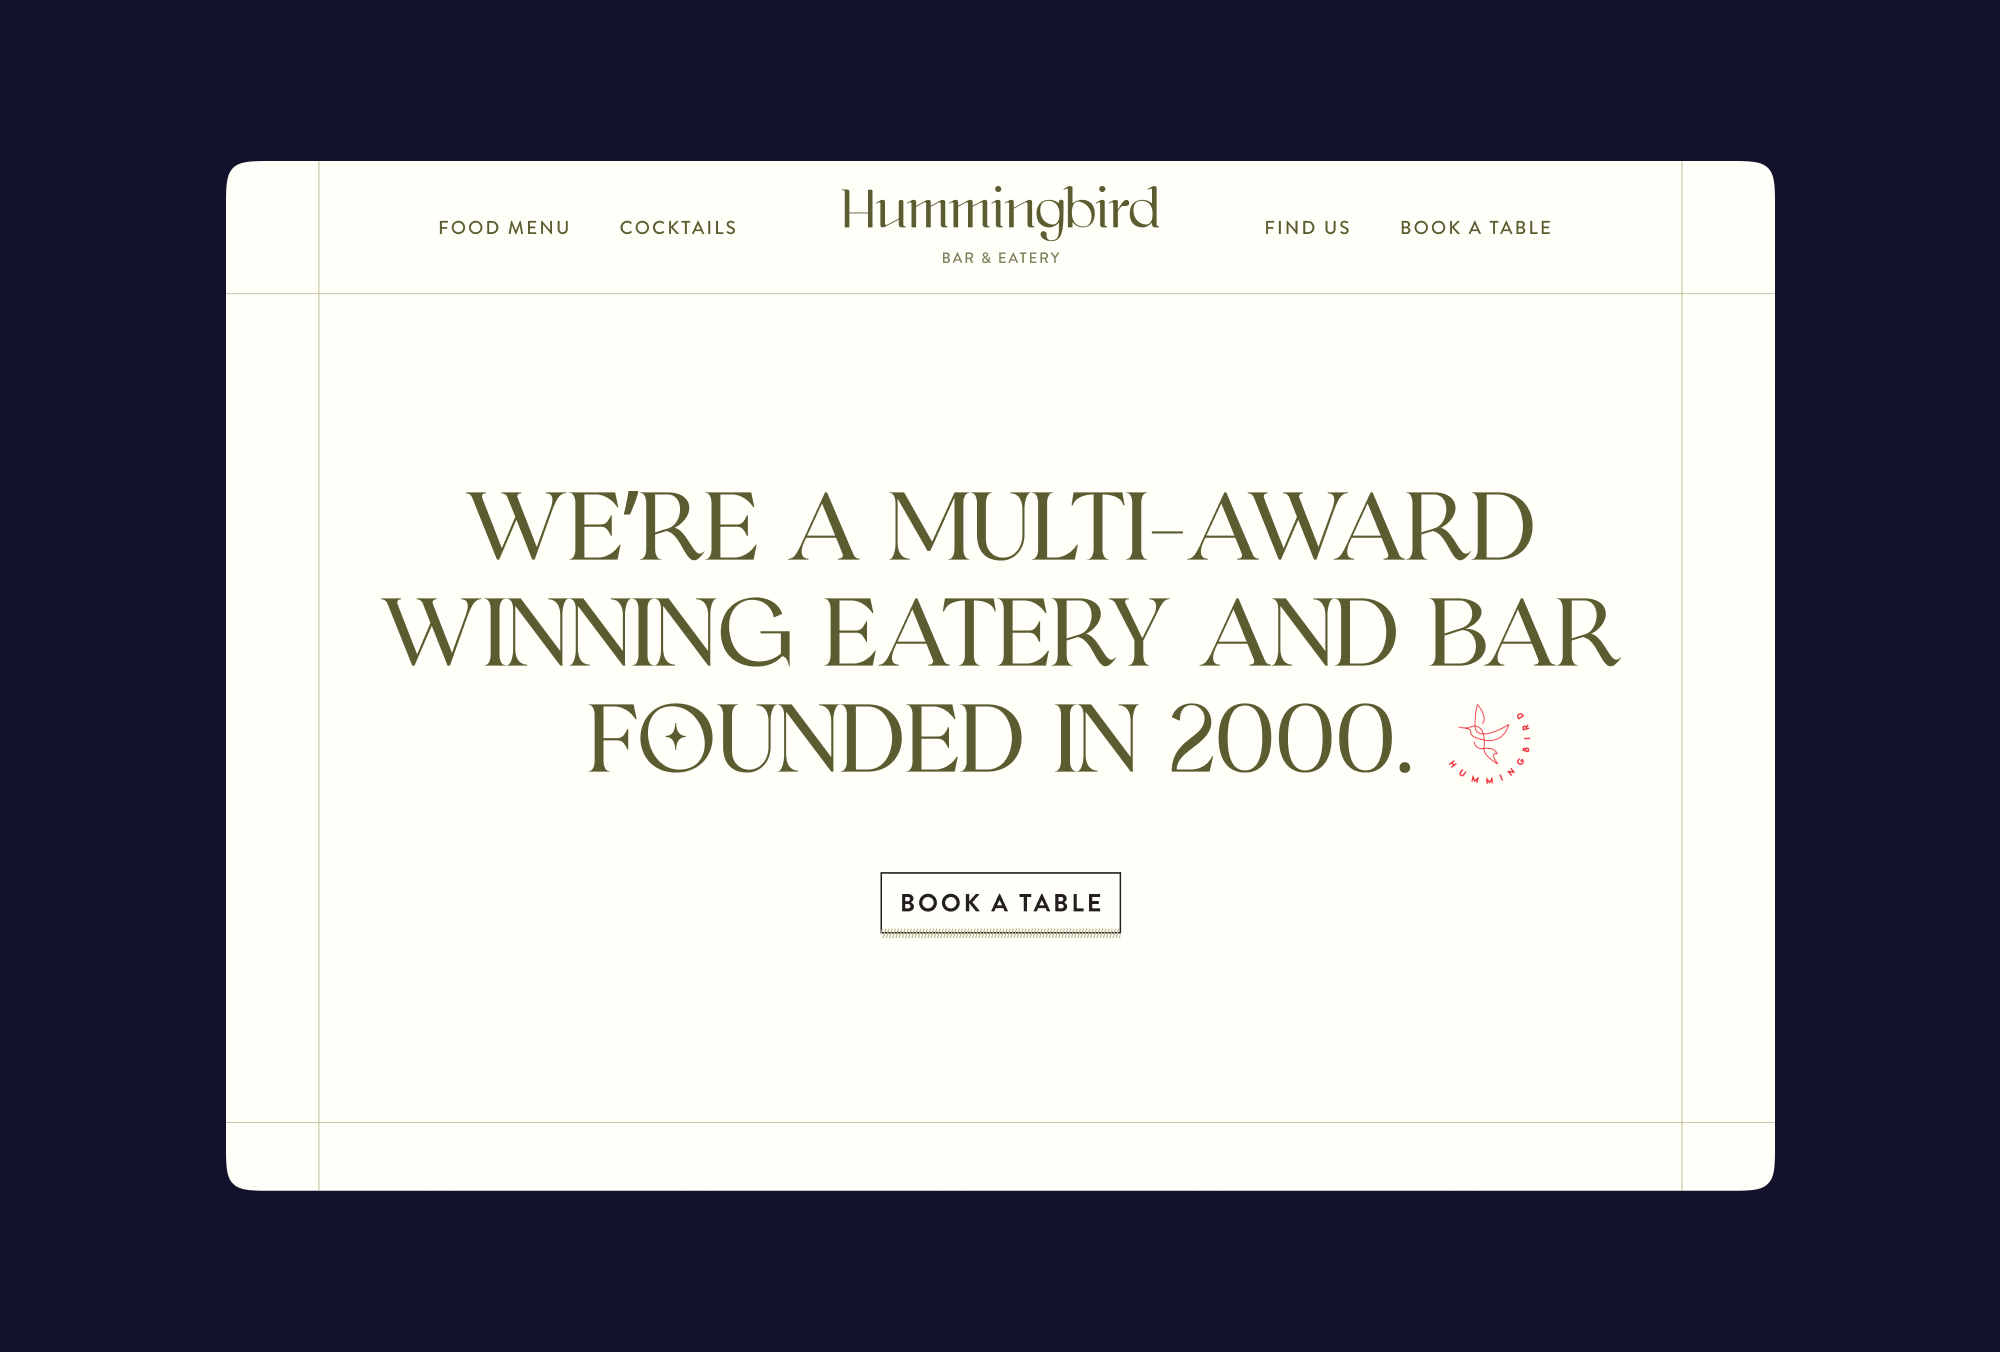 FOOD MENU
COCKTAILS
Hummingbird
BAR & EATERY
FIND US
BOOK A TABLE
WE'RE A MULTI-AWARD
WINNING EATERY AND BAR
FOUNDED IN 2000.
HUMMINGBIRD
BOOK A TABLE